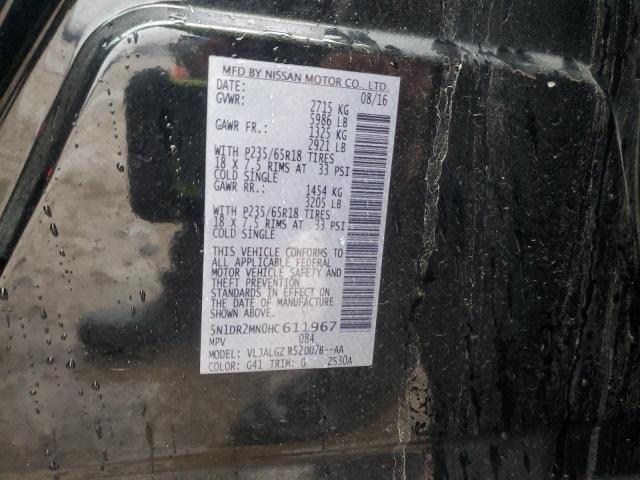 MFD BY NISSAN MOTOR CO., LTD.
DATE: 08/16
GVWR: 2715 KG
5986 LB
GAWR FR.: 1325 KG
2921 LB
WITH P235/65R18 TIRES
18 X 7.5 RIMS AT 33 PSI
COLD SINGLE
GAWR RR.: 1454 KG
3205 LB
WITH P235/65R18 TIRES
18 X 7.5 RIMS AT 33 PSI
COLD SINGLE
THIS VEHICLE CONFORMS TO
ALL APPLICABLE FEDERAL
MOTOR VEHICLE SAFETY AND
THEFT PREVENTION
STANDARDS IN EFFECT ON
THE DATE OF MANUFACTURE
SHOWN ABOVE.
5N1DR2MN0HC611967
MPV 084
MODEL: VLJALGZ R52DU7B--AA
COLOR: G41 TRIM: G ZS30A